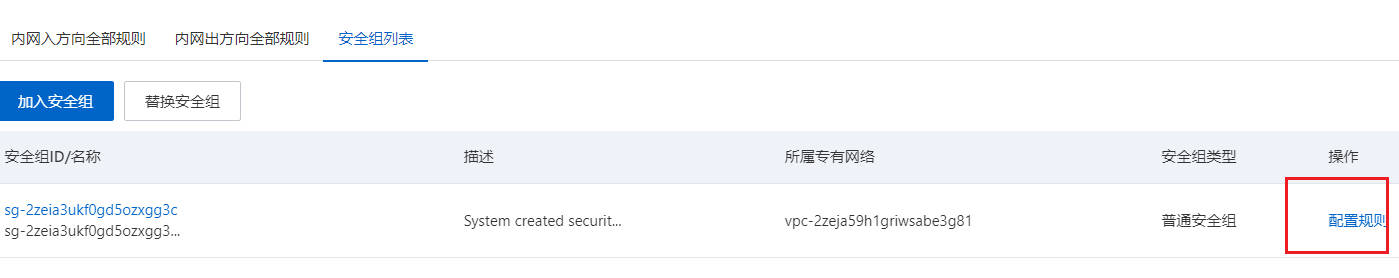 内网入方向全部规则 内网出方向全部规则 安全组列表
加入安全组 替换安全组
安全组ID/名称 描述 所属专有网络 安全组类型 操作
sg-2zeia3ukf0gd5ozxgg3c
sg-2zeia3ukf0gd5ozxgg3... System created securit... vpc-2zeja59h1griwsabe3g81 普通安全组 配置规则